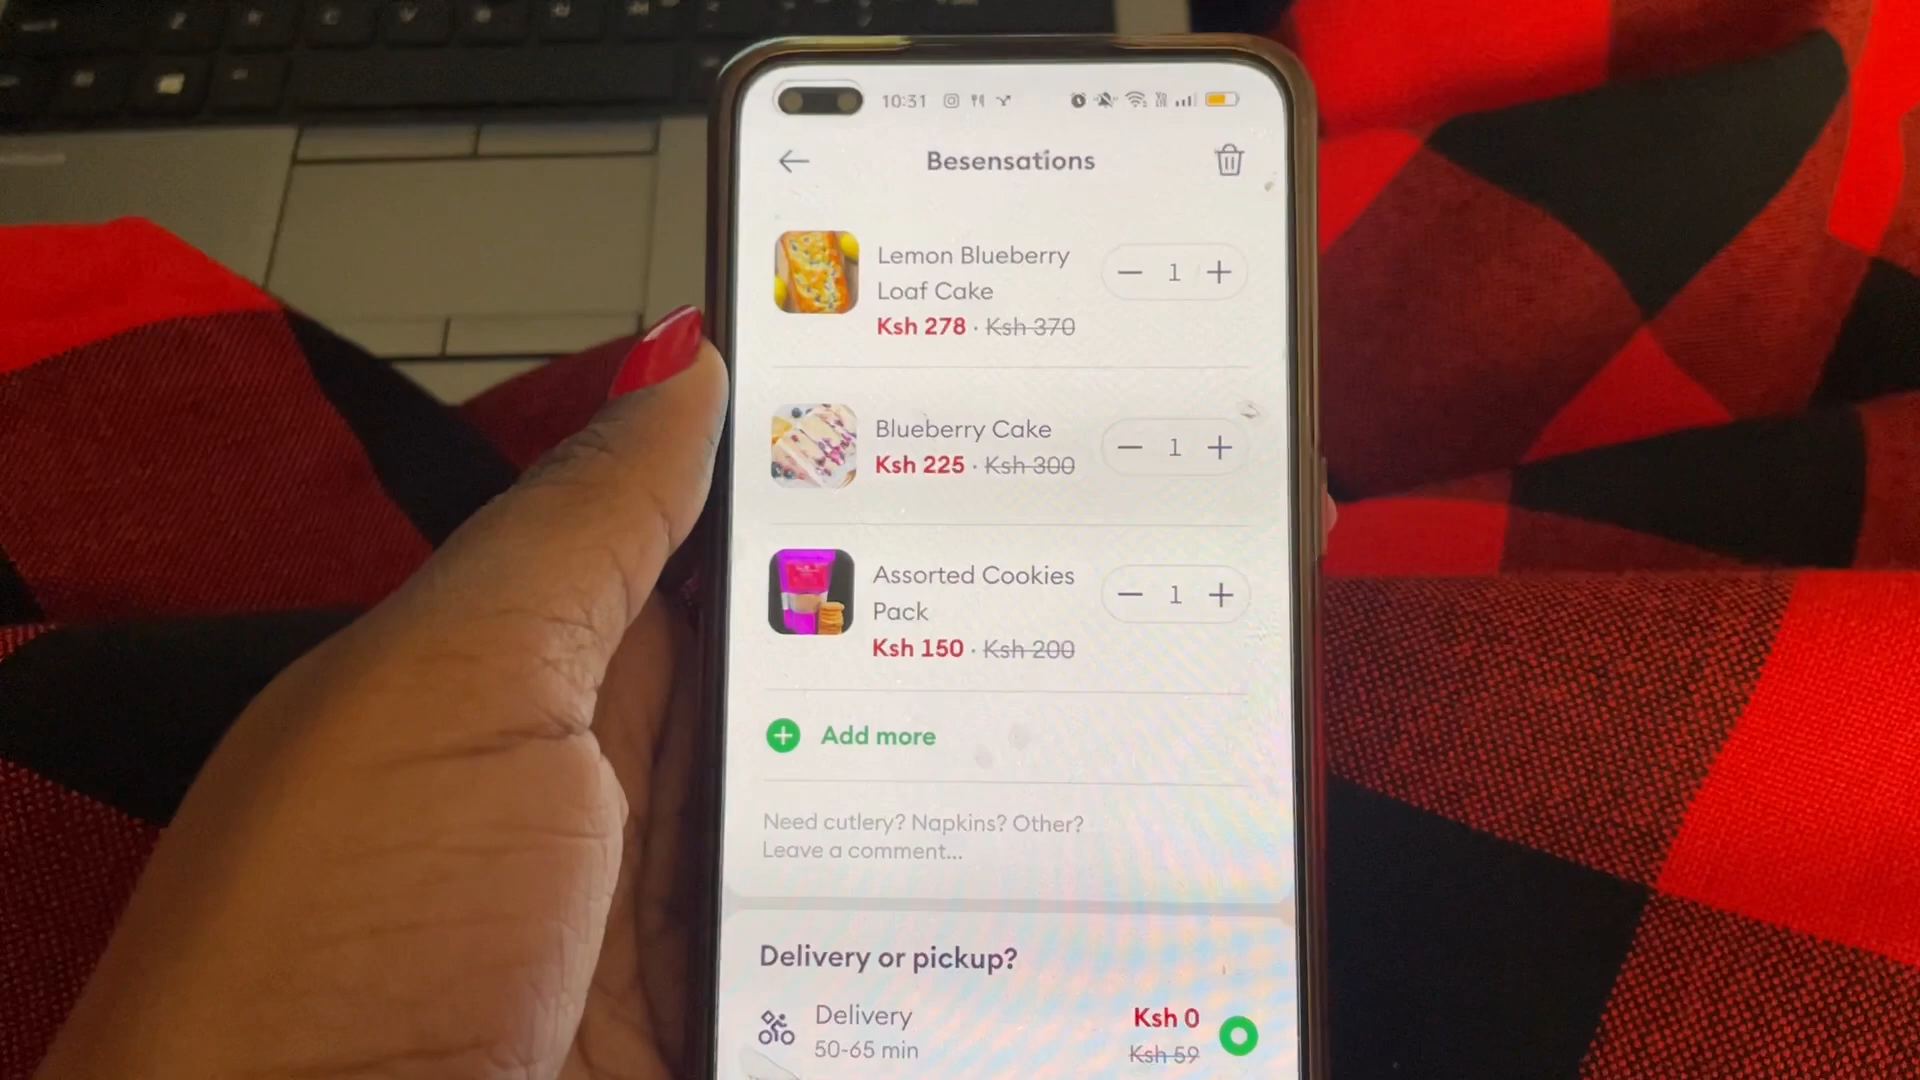 10:31
Besensations
Lemon Blueberry
Loaf Cake
Ksh 278 · Ksh 370
1
Blueberry Cake
Ksh 225 · Ksh 300
1
Assorted Cookies
Pack
Ksh 150 · Ksh 200
1
Add more
Need cutlery? Napkins? Other?
Leave a comment...
Delivery or pickup?
Delivery
Ksh 0
50-65 min
Ksh 59